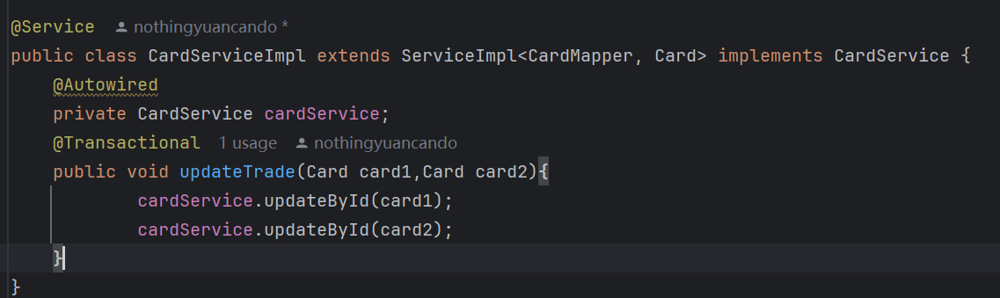 @Service nothingyuancando *
public class CardServiceImpl extends ServiceImpl<CardMapper, Card> implements CardService {
@Autowired
private CardService cardService;
@Transactional 1 usage nothingyuancando
public void updateTrade(Card card1,Card card2){
cardService.updateById(card1);
cardService.updateById(card2);
}
}